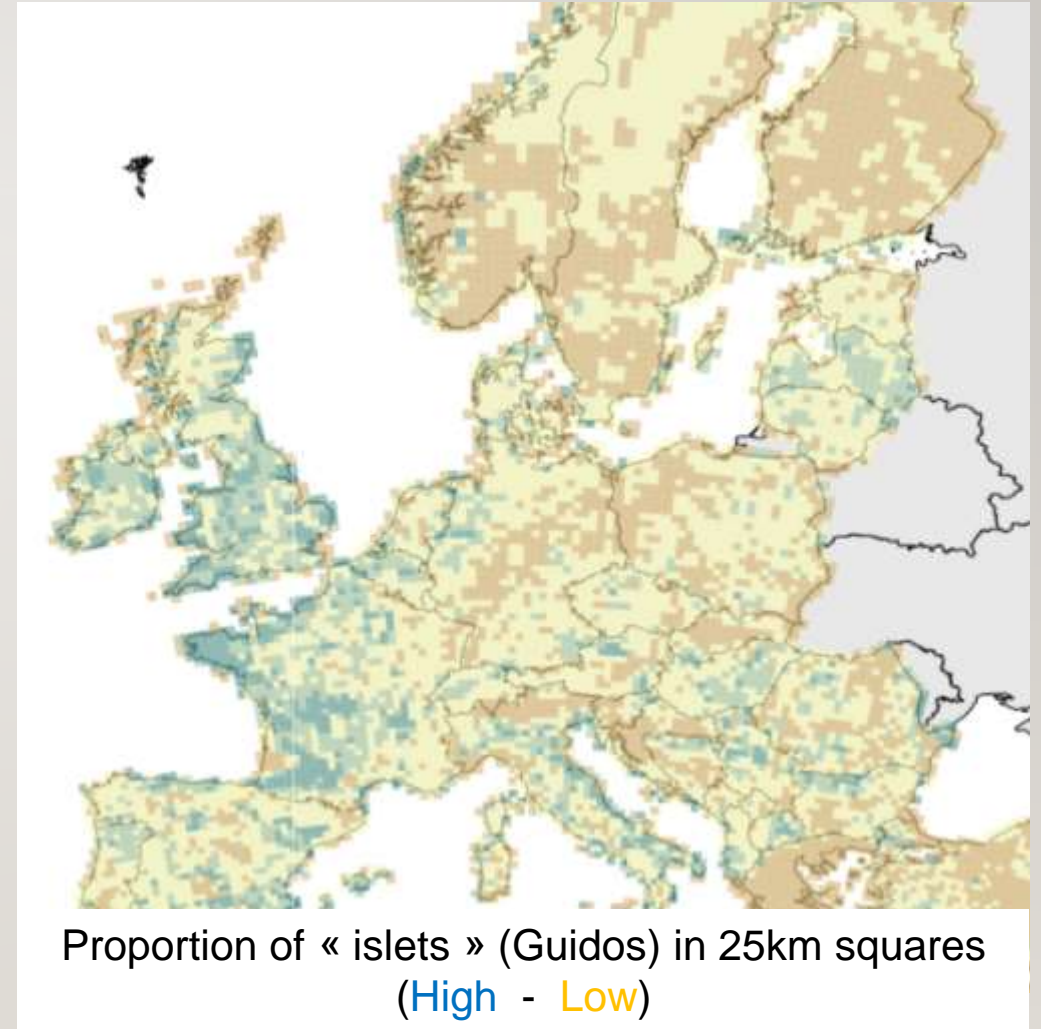 Proportion of « islets » (Guidos) in 25km squares
(High - Low)